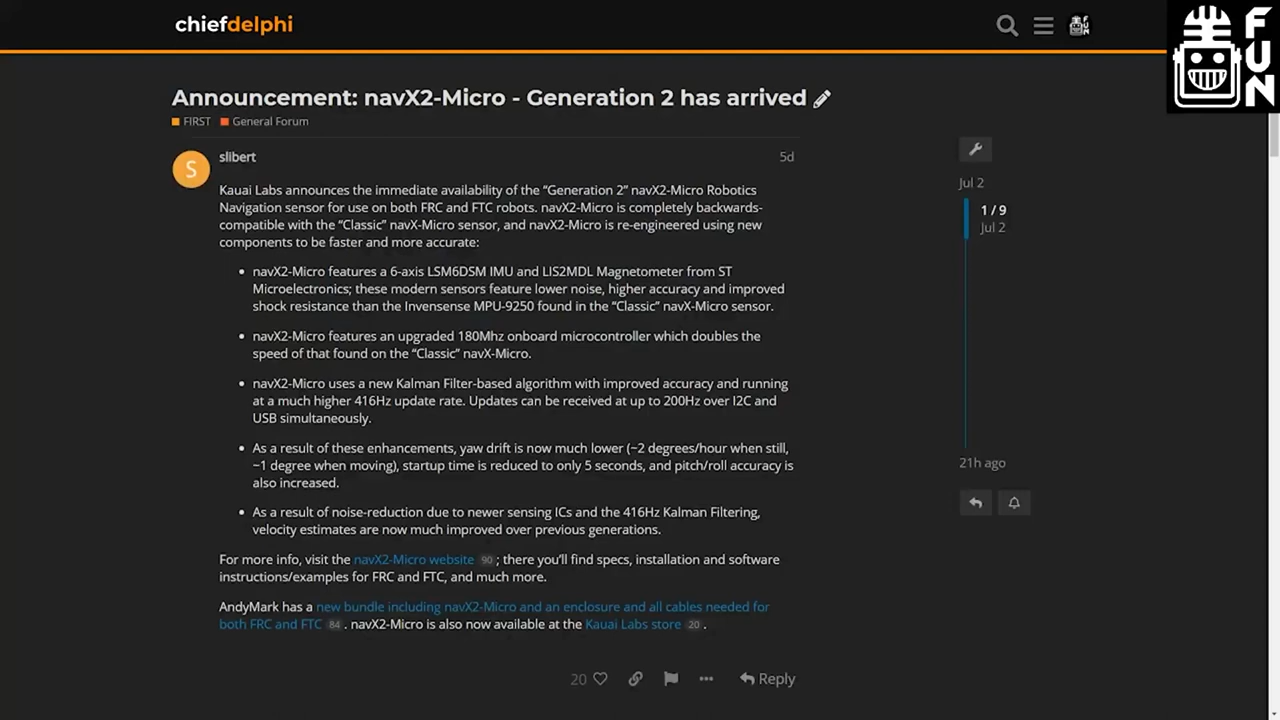 chiefdelphi
FUN
Announcement: navX2-Micro - Generation 2 has arrived
FIRST General Forum
S
slibert 5d
Kauai Labs announces the immediate availability of the “Generation 2” navX2-Micro Robotics
Navigation sensor for use on both FRC and FTC robots. navX2-Micro is completely backwards-
compatible with the “Classic” navX-Micro sensor, and navX2-Micro is re-engineered using new
components to be faster and more accurate:
• navX2-Micro features a 6-axis LSM6DSM IMU and LIS2MDL Magnetometer from ST
Microelectronics; these modern sensors feature lower noise, higher accuracy and improved
shock resistance than the Invensense MPU-9250 found in the “Classic” navX-Micro sensor.
• navX2-Micro features an upgraded 180Mhz onboard microcontroller which doubles the
speed of that found on the “Classic” navX-Micro.
• navX2-Micro uses a new Kalman Filter-based algorithm with improved accuracy and running
at a much higher 416Hz update rate. Updates can be received at up to 200Hz over I2C and
USB simultaneously.
• As a result of these enhancements, yaw drift is now much lower (~2 degrees/hour when still,
~1 degree when moving), startup time is reduced to only 5 seconds, and pitch/roll accuracy is
also increased.
• As a result of noise-reduction due to newer sensing ICs and the 416Hz Kalman Filtering,
velocity estimates are now much improved over previous generations.
For more info, visit the navX2-Micro website 90 ; there you’ll find specs, installation and software
instructions/examples for FRC and FTC, and much more.
AndyMark has a new bundle including navX2-Micro and an enclosure and all cables needed for
both FRC and FTC 84 . navX2-Micro is also now available at the Kauai Labs store 20 .
20 Reply
Jul 2
1 / 9
Jul 2
21h ago